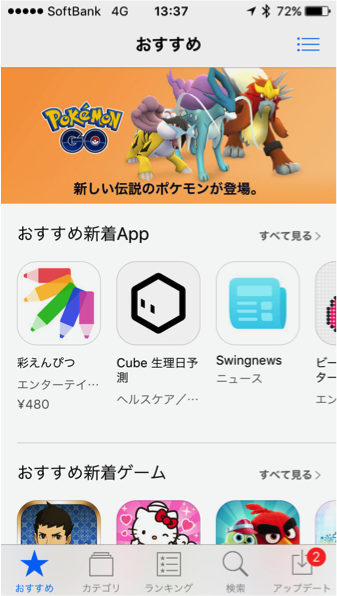 SoftBank 4G 13:37 72%
おすすめ
Pokémon
GO
新しい伝説のポケモンが登場。
おすすめ新着App すべて見る
彩えんぴつ
エンターテイ…
¥480
Cube 生理日予
測
ヘルスケア／…
Swingnews
ニュース
ビー
ター
エン
おすすめ新着ゲーム すべて見る
おすすめ カテゴリ ランキング 検索 アップデート
2